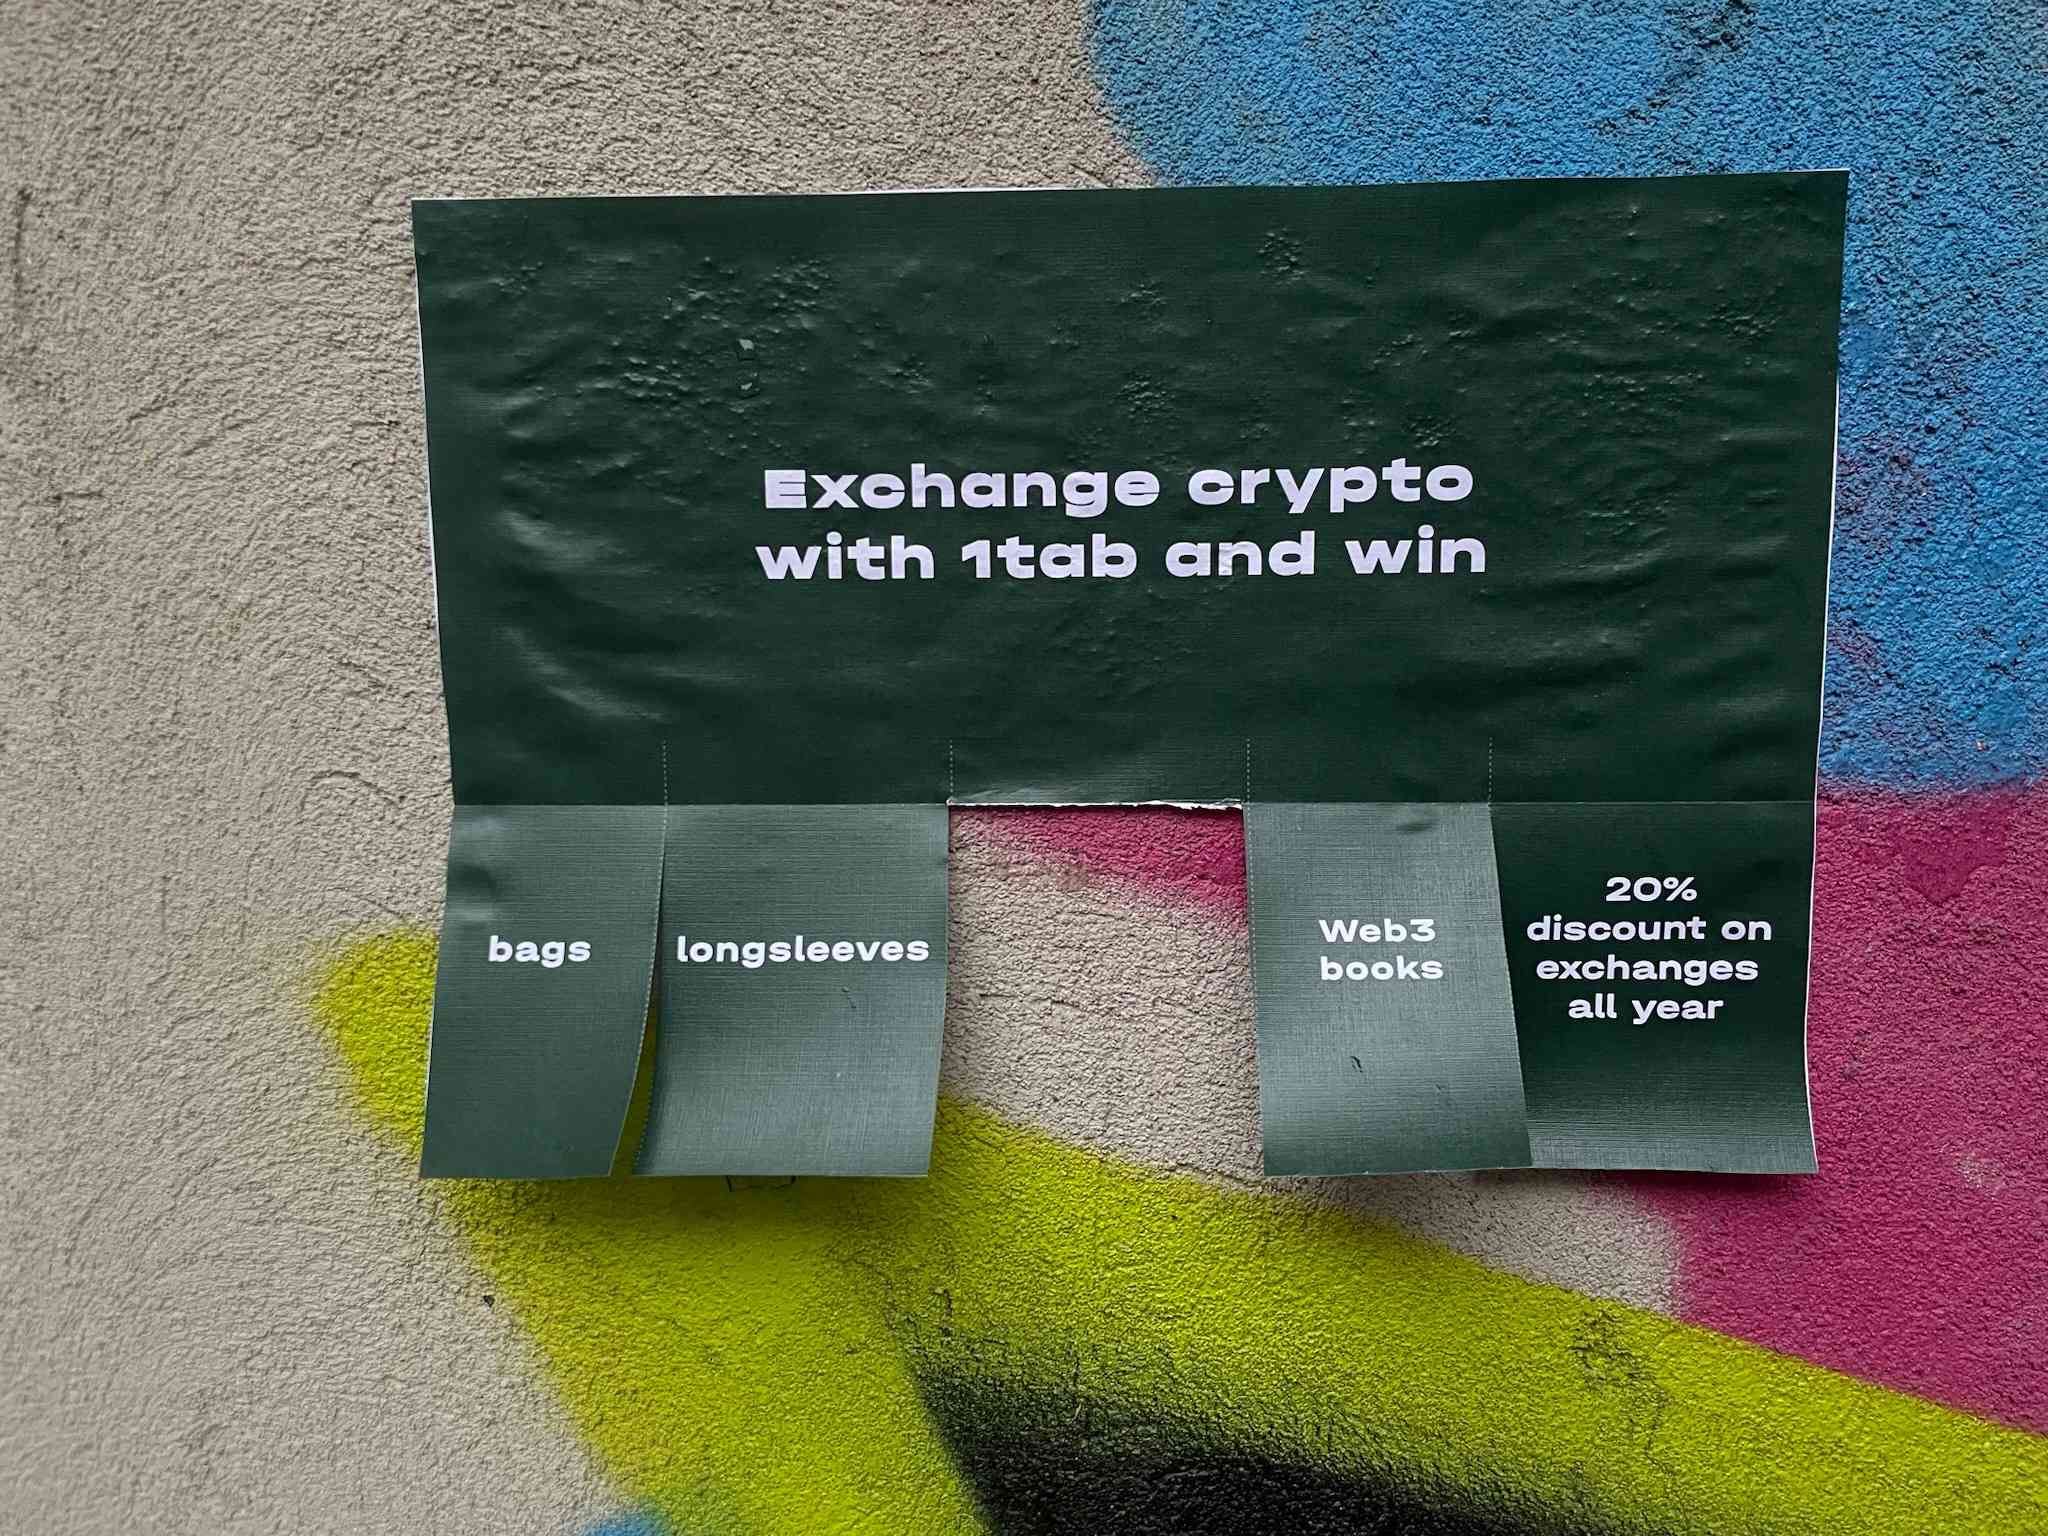 Exchange crypto
with 1tab and win
bags
longsleeves
Web3
books
20%
discount on
exchanges
all year